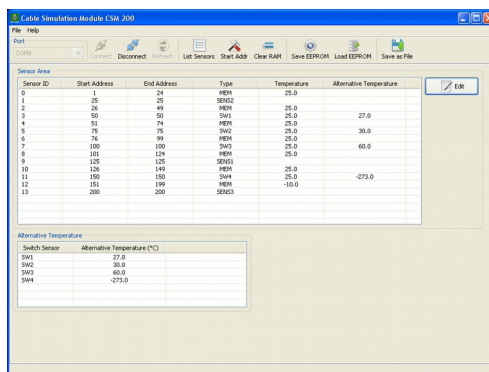 Cable Simulation Module CSM 200
File Help
Port
COM8 Connect Disconnect Refresh List Sensors Start Addr Clear RAM Save EEPROM Load EEPROM Save as File
Sensor Area
Sensor ID Start Address End Address Type Temperature Alternative Temperature
0 1 24 MEM 25.0
1 25 25 SENS2
2 26 49 MEM 25.0
3 50 50 SW1 25.0 27.0
4 51 74 MEM 25.0
5 75 75 SW2 25.0 30.0
6 76 99 MEM 25.0
7 100 100 SW3 25.0 60.0
8 101 124 MEM 25.0
9 125 125 SENS1
10 126 149 MEM 25.0
11 150 150 SW4 25.0 -273.0
12 151 199 MEM -10.0
13 200 200 SENS3
Edit
Alternative Temperature
Switch Sensor Alternative Temperature (°C)
SW1 27.0
SW2 30.0
SW3 60.0
SW4 -273.0